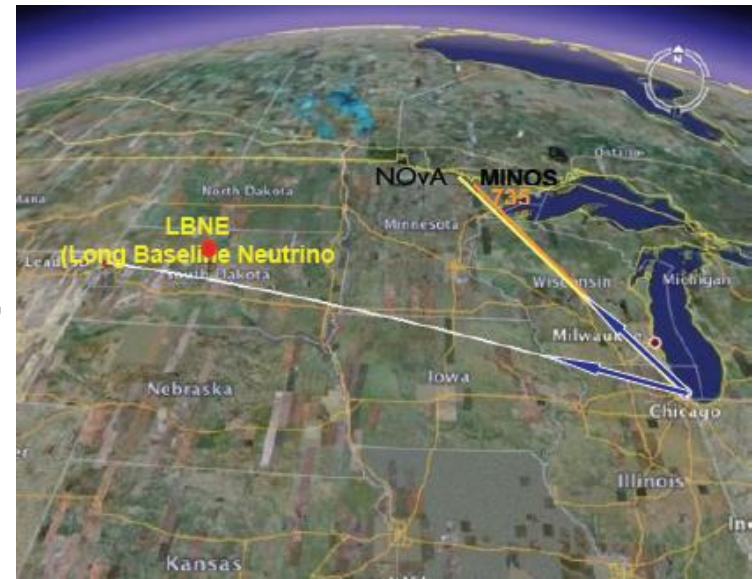 N
Ontario
NOvA MINOS
735
North Dakota
LBNE
Minnesota
(Long Baseline Neutrino
South Dakota
Wisconsin
Michigan
Milwaukee
Nebraska
Iowa
Chicago
Illinois
Kansas